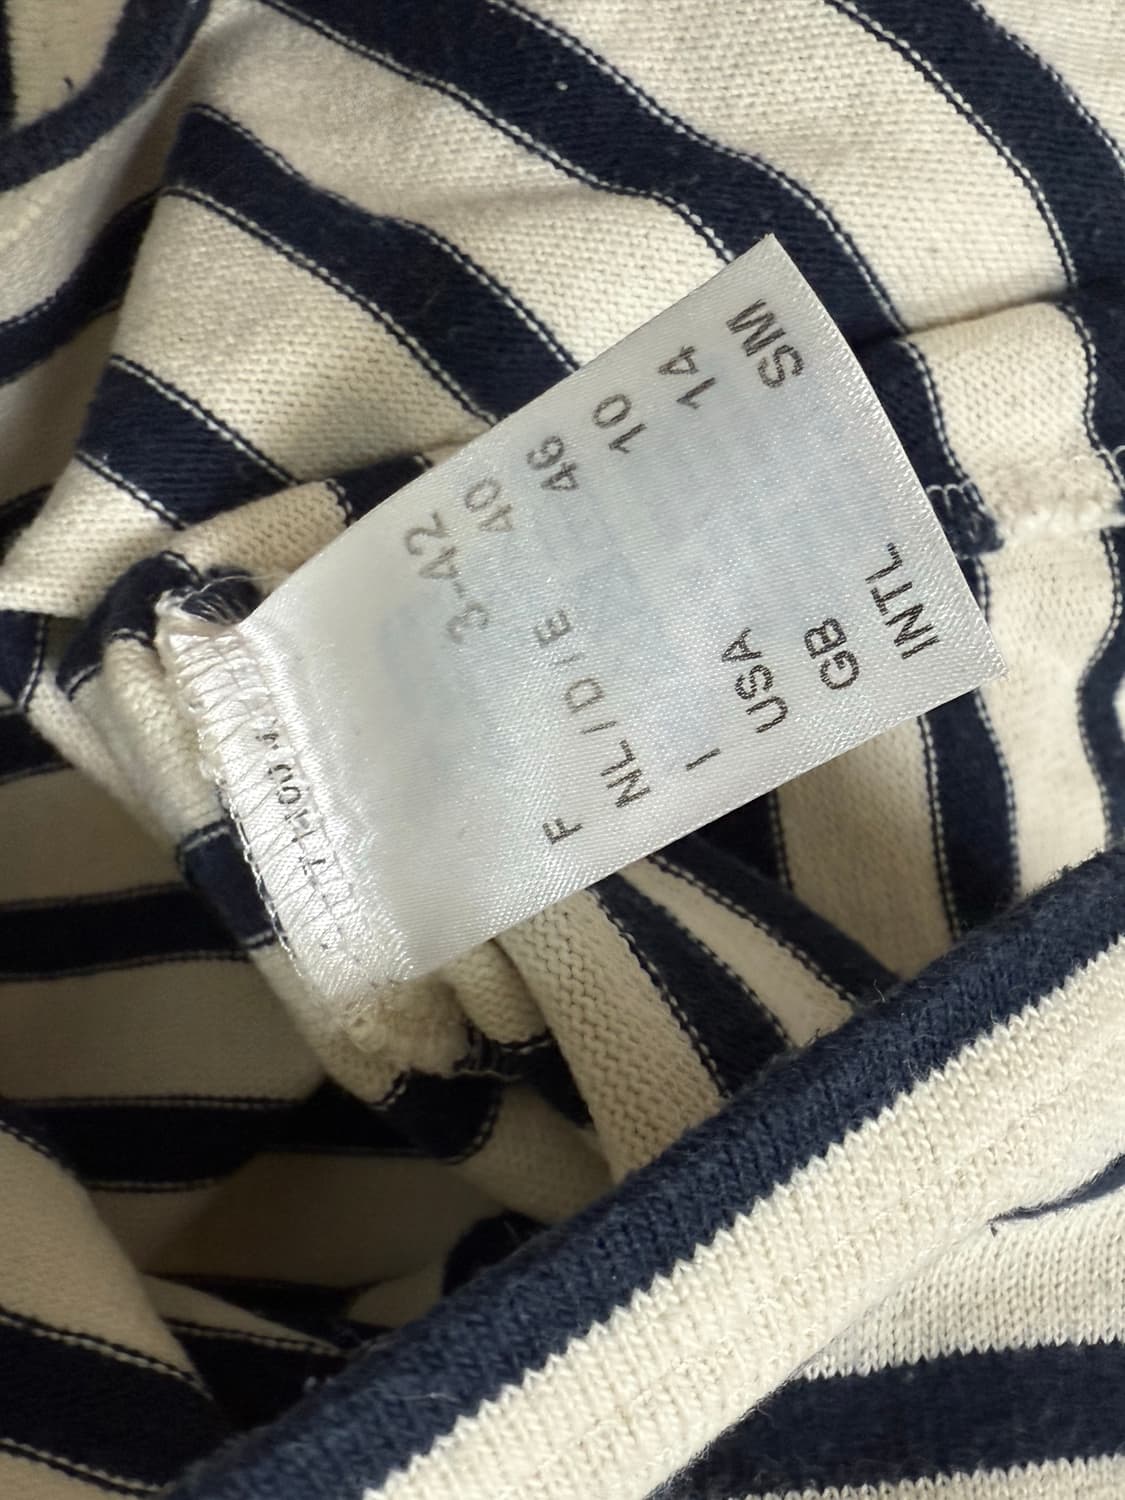 F 3-42
NL/D/E 40
I 46
USA 10
GB 14
INTL. SM